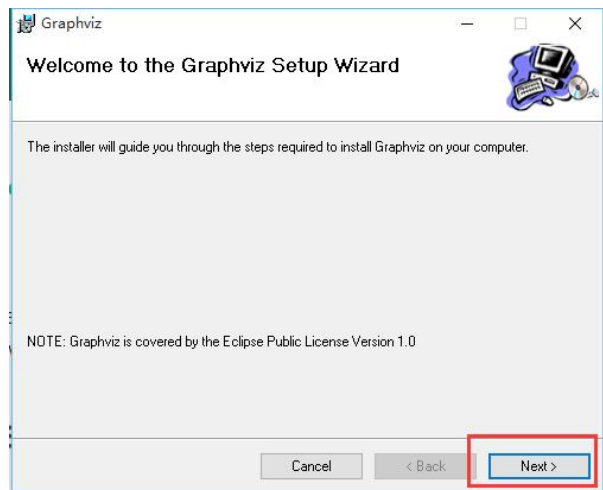 Graphviz
Welcome to the Graphviz Setup Wizard
The installer will guide you through the steps required to install Graphviz on your computer.
NOTE: Graphviz is covered by the Eclipse Public License Version 1.0
Cancel
< Back
Next >